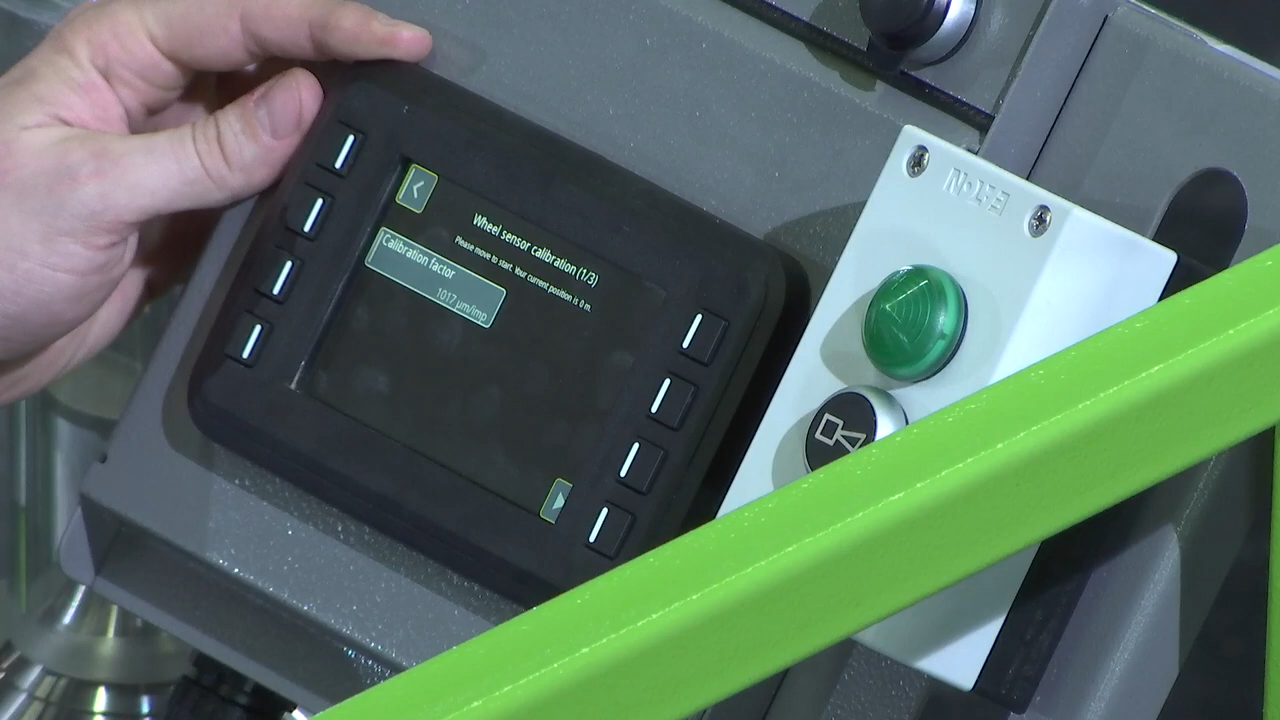 Wheel sensor calibration (1/3)
Please move to start. Your current position is 0 m.
Calibration factor
1017 µm/imp
E·T·N